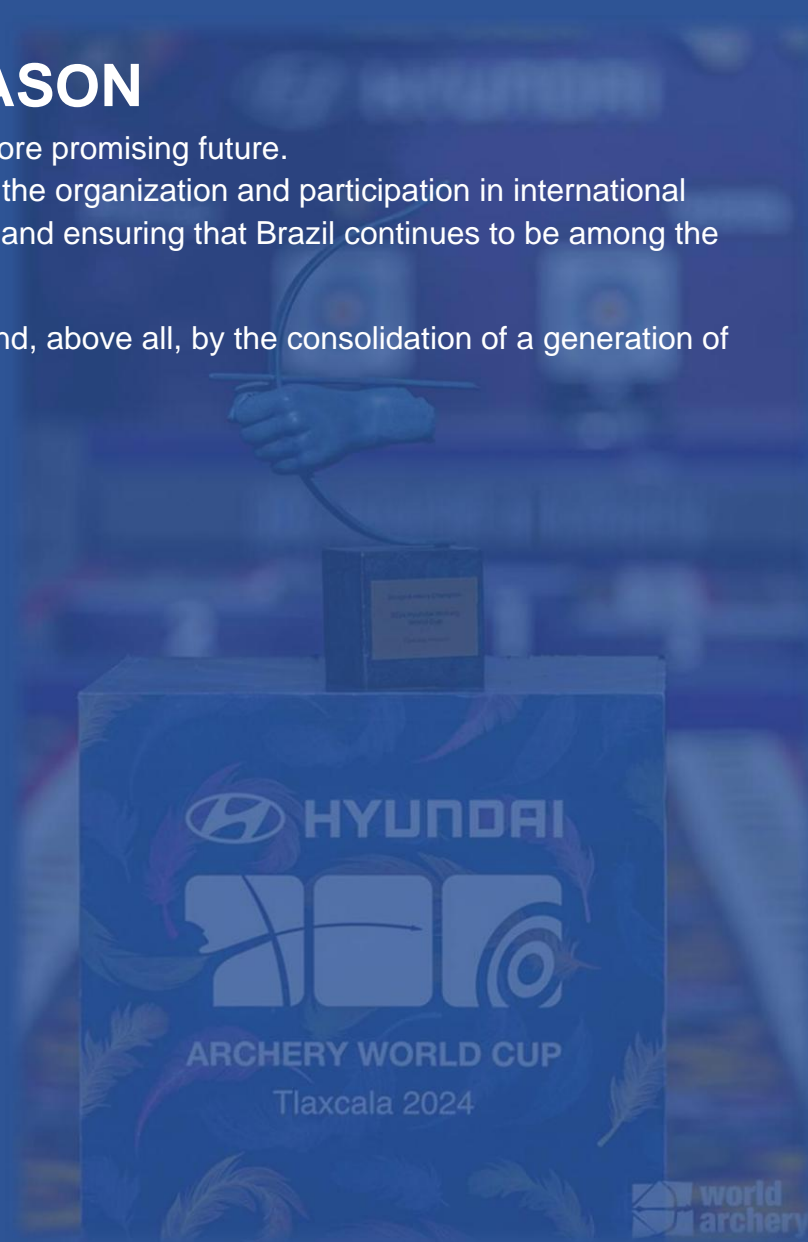 ASON
ore promising future.
the organization and participation in international
and ensuring that Brazil continues to be among the
nd, above all, by the consolidation of a generation of
HYUNDAI
HYUNDAI
ARCHERY WORLD CUP
Tlaxcala 2024
world
archery